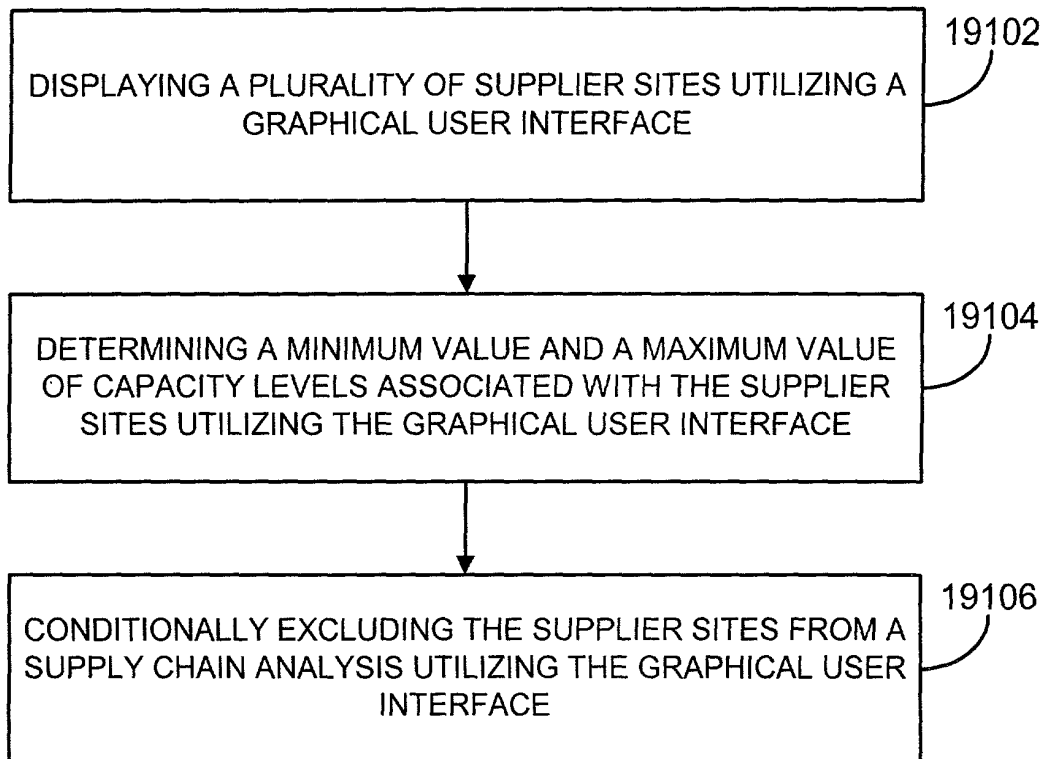 19102
DISPLAYING A PLURALITY OF SUPPLIER SITES UTILIZING A
GRAPHICAL USER INTERFACE
19104
DETERMINING A MINIMUM VALUE AND A MAXIMUM VALUE
OF CAPACITY LEVELS ASSOCIATED WITH THE SUPPLIER
SITES UTILIZING THE GRAPHICAL USER INTERFACE
19106
CONDITIONALLY EXCLUDING THE SUPPLIER SITES FROM A
SUPPLY CHAIN ANALYSIS UTILIZING THE GRAPHICAL USER
INTERFACE